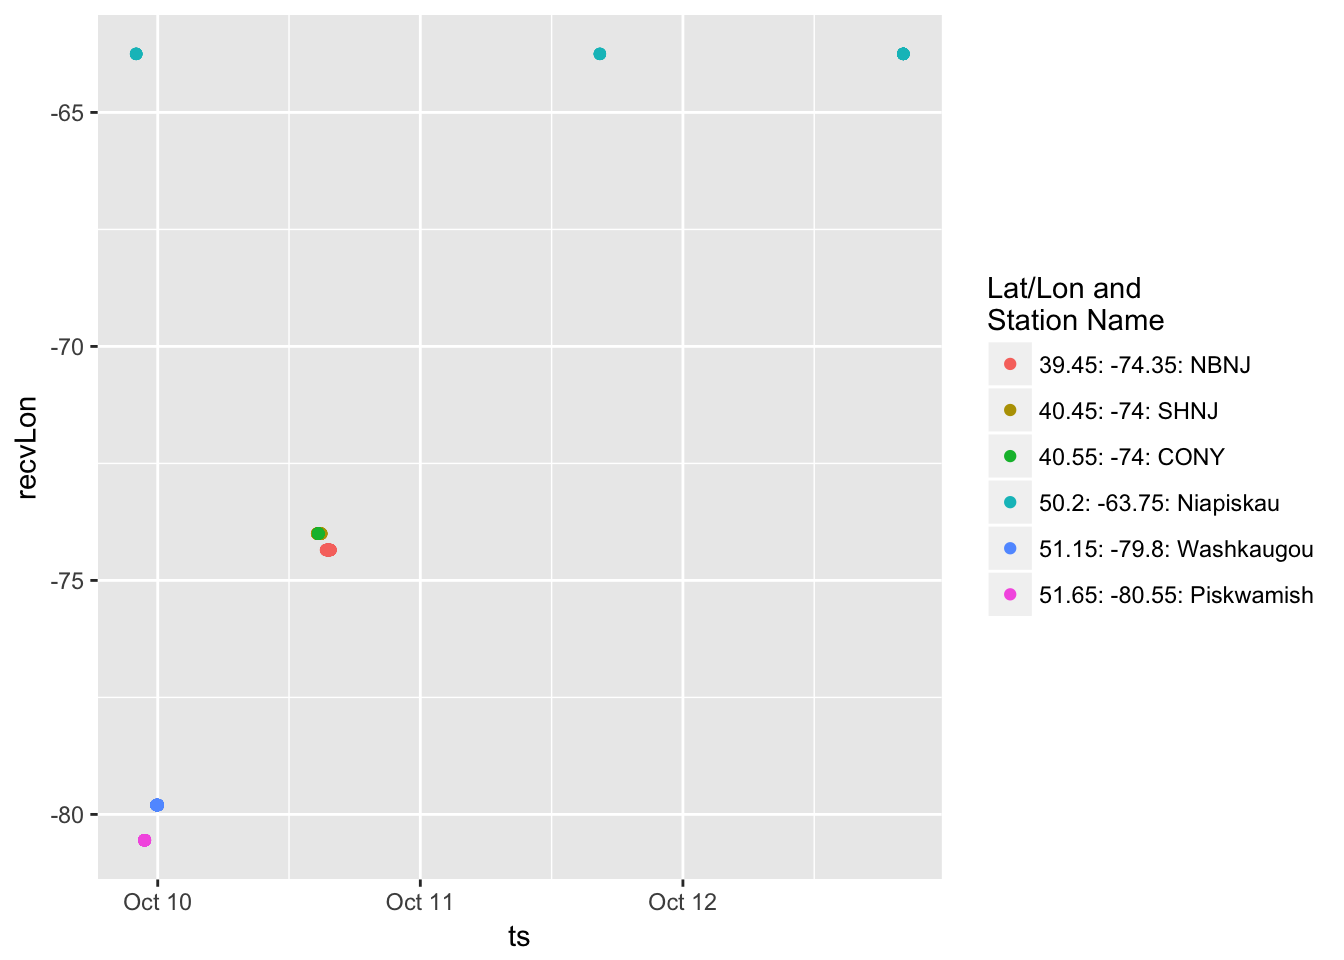 -65
-70
-75
-80
recvLon
Oct 10
Oct 11
Oct 12
ts
Lat/Lon and
Station Name
39.45: -74.35: NBNJ
40.45: -74: SHNJ
40.55: -74: CONY
50.2: -63.75: Niapiskau
51.15: -79.8: Washkaugou
51.65: -80.55: Piskwamish